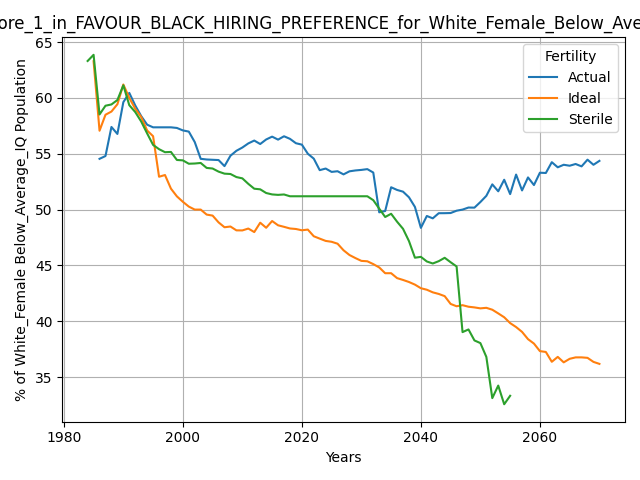 ore_1_in_FAVOUR_BLACK_HIRING_PREFERENCE_for_White_Female_Below_Ave
% of White_Female Below_Average_IQ Population
65
60
55
50
45
40
35
Fertility
Actual
Ideal
Sterile
1980 2000 2020 2040 2060
Years